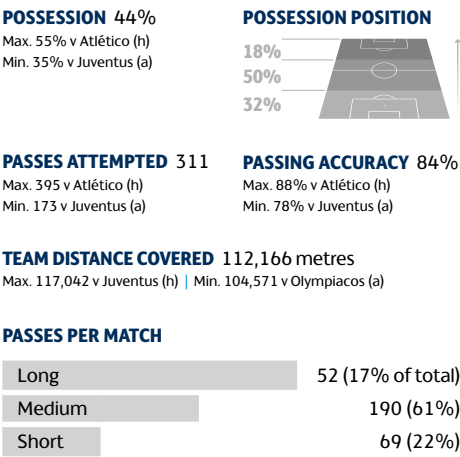 POSSESSION 44%
Max. 55% v Atlético (h)
Min. 35% v Juventus (a)
POSSESSION POSITION
18%
50%
32%
PASSES ATTEMPTED 311
Max. 395 v Atlético (h)
Min. 173 v Juventus (a)
PASSING ACCURACY 84%
Max. 88% v Atlético (h)
Min. 78% v Juventus (a)
TEAM DISTANCE COVERED 112,166 metres
Max. 117,042 v Juventus (h) | Min. 104,571 v Olympiacos (a)
PASSES PER MATCH
Long 52 (17% of total)
Medium 190 (61%)
Short 69 (22%)